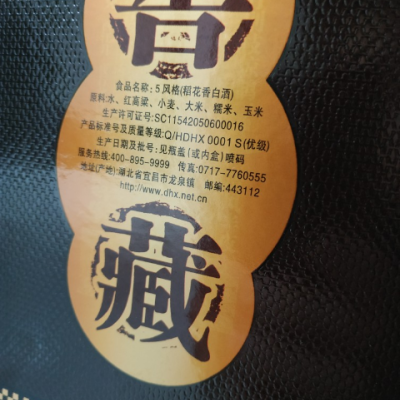 食品名称：5风格(稻花香白酒)
原料:水、红高粱、小麦、大米、糯米、玉米
生产许可证号:SC11542050600016
产品标准号及质量等级:Q/HDHX 0001 S(优级)
生产日期及批号:见瓶盖(或内盒)喷码
服务热线:400-895-9999 传真:0717-7760555
地址(产地):湖北省宜昌市龙泉镇 邮编:443112
http://www.dhx.net.cn
藏